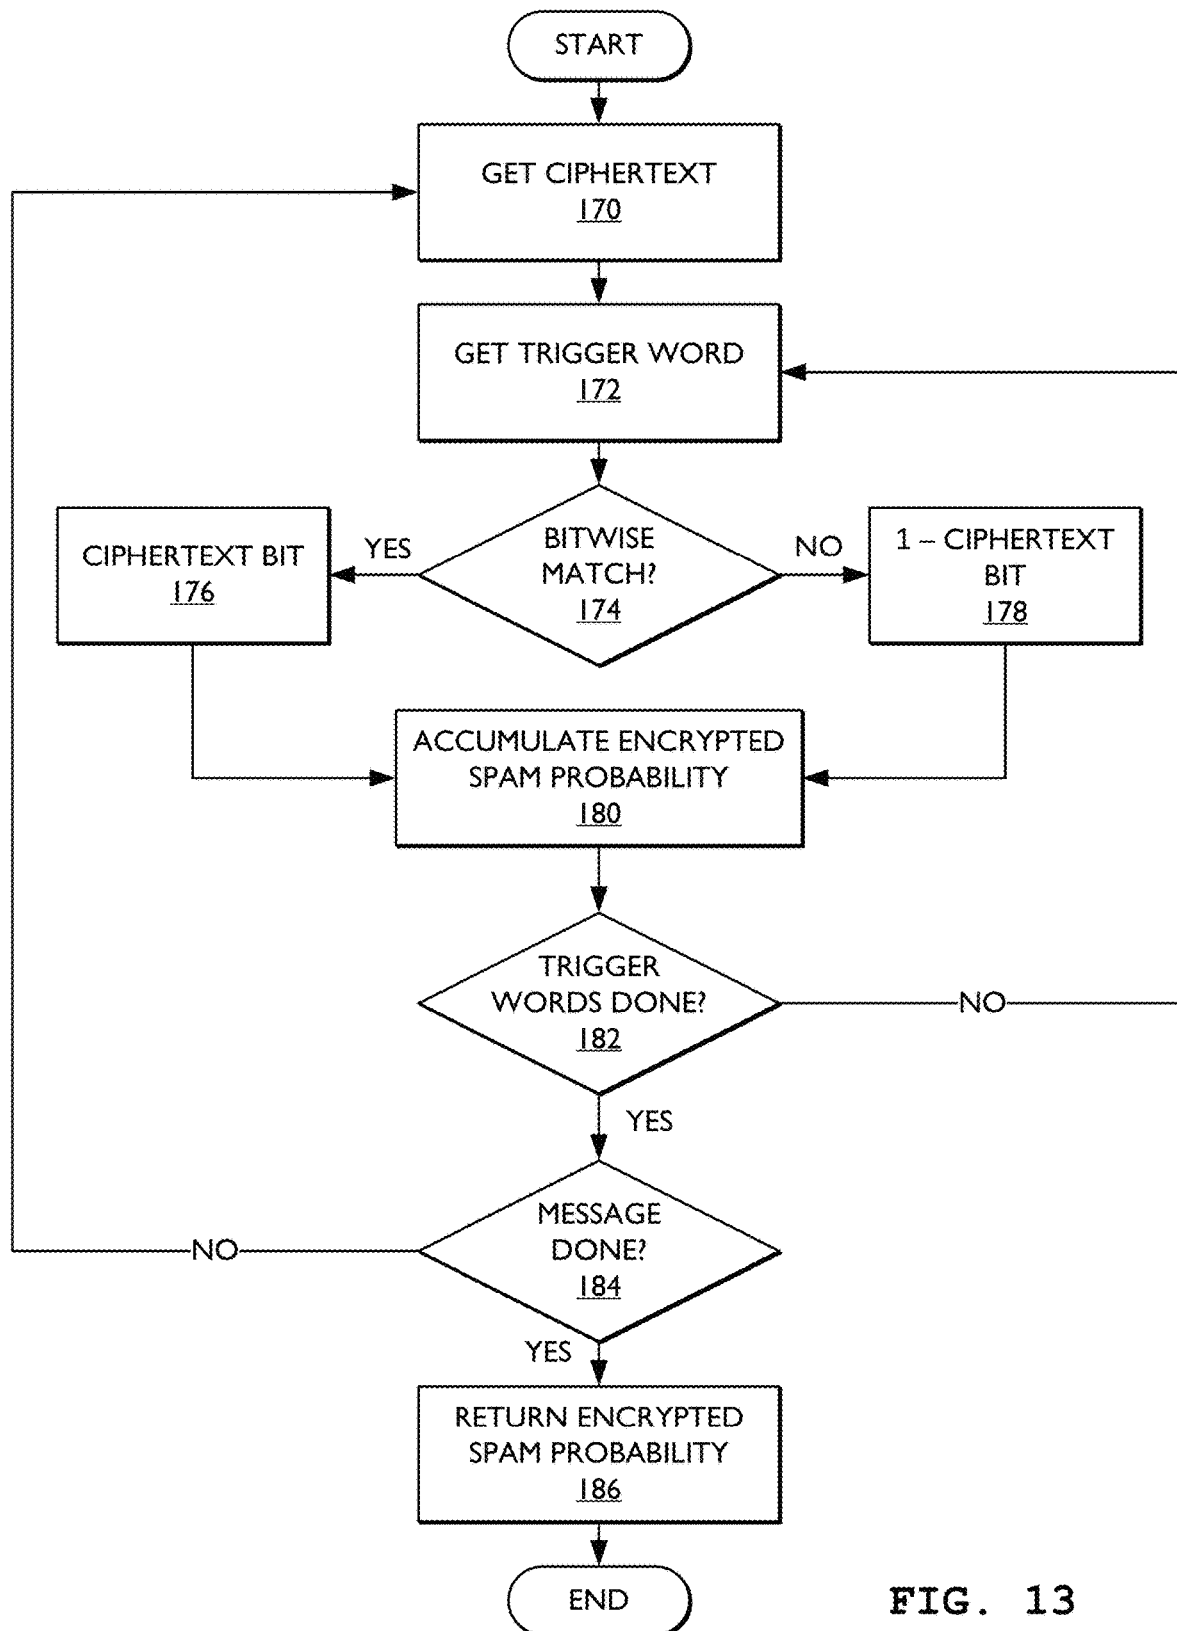 START
GET CIPHERTEXT
170
GET TRIGGER WORD
172
BITWISE
MATCH?
174
YES
NO
CIPHERTEXT BIT
176
1 – CIPHERTEXT
BIT
178
ACCUMULATE ENCRYPTED
SPAM PROBABILITY
180
TRIGGER
WORDS DONE?
182
NO
YES
MESSAGE
DONE?
184
NO
YES
RETURN ENCRYPTED
SPAM PROBABILITY
186
END
FIG. 13